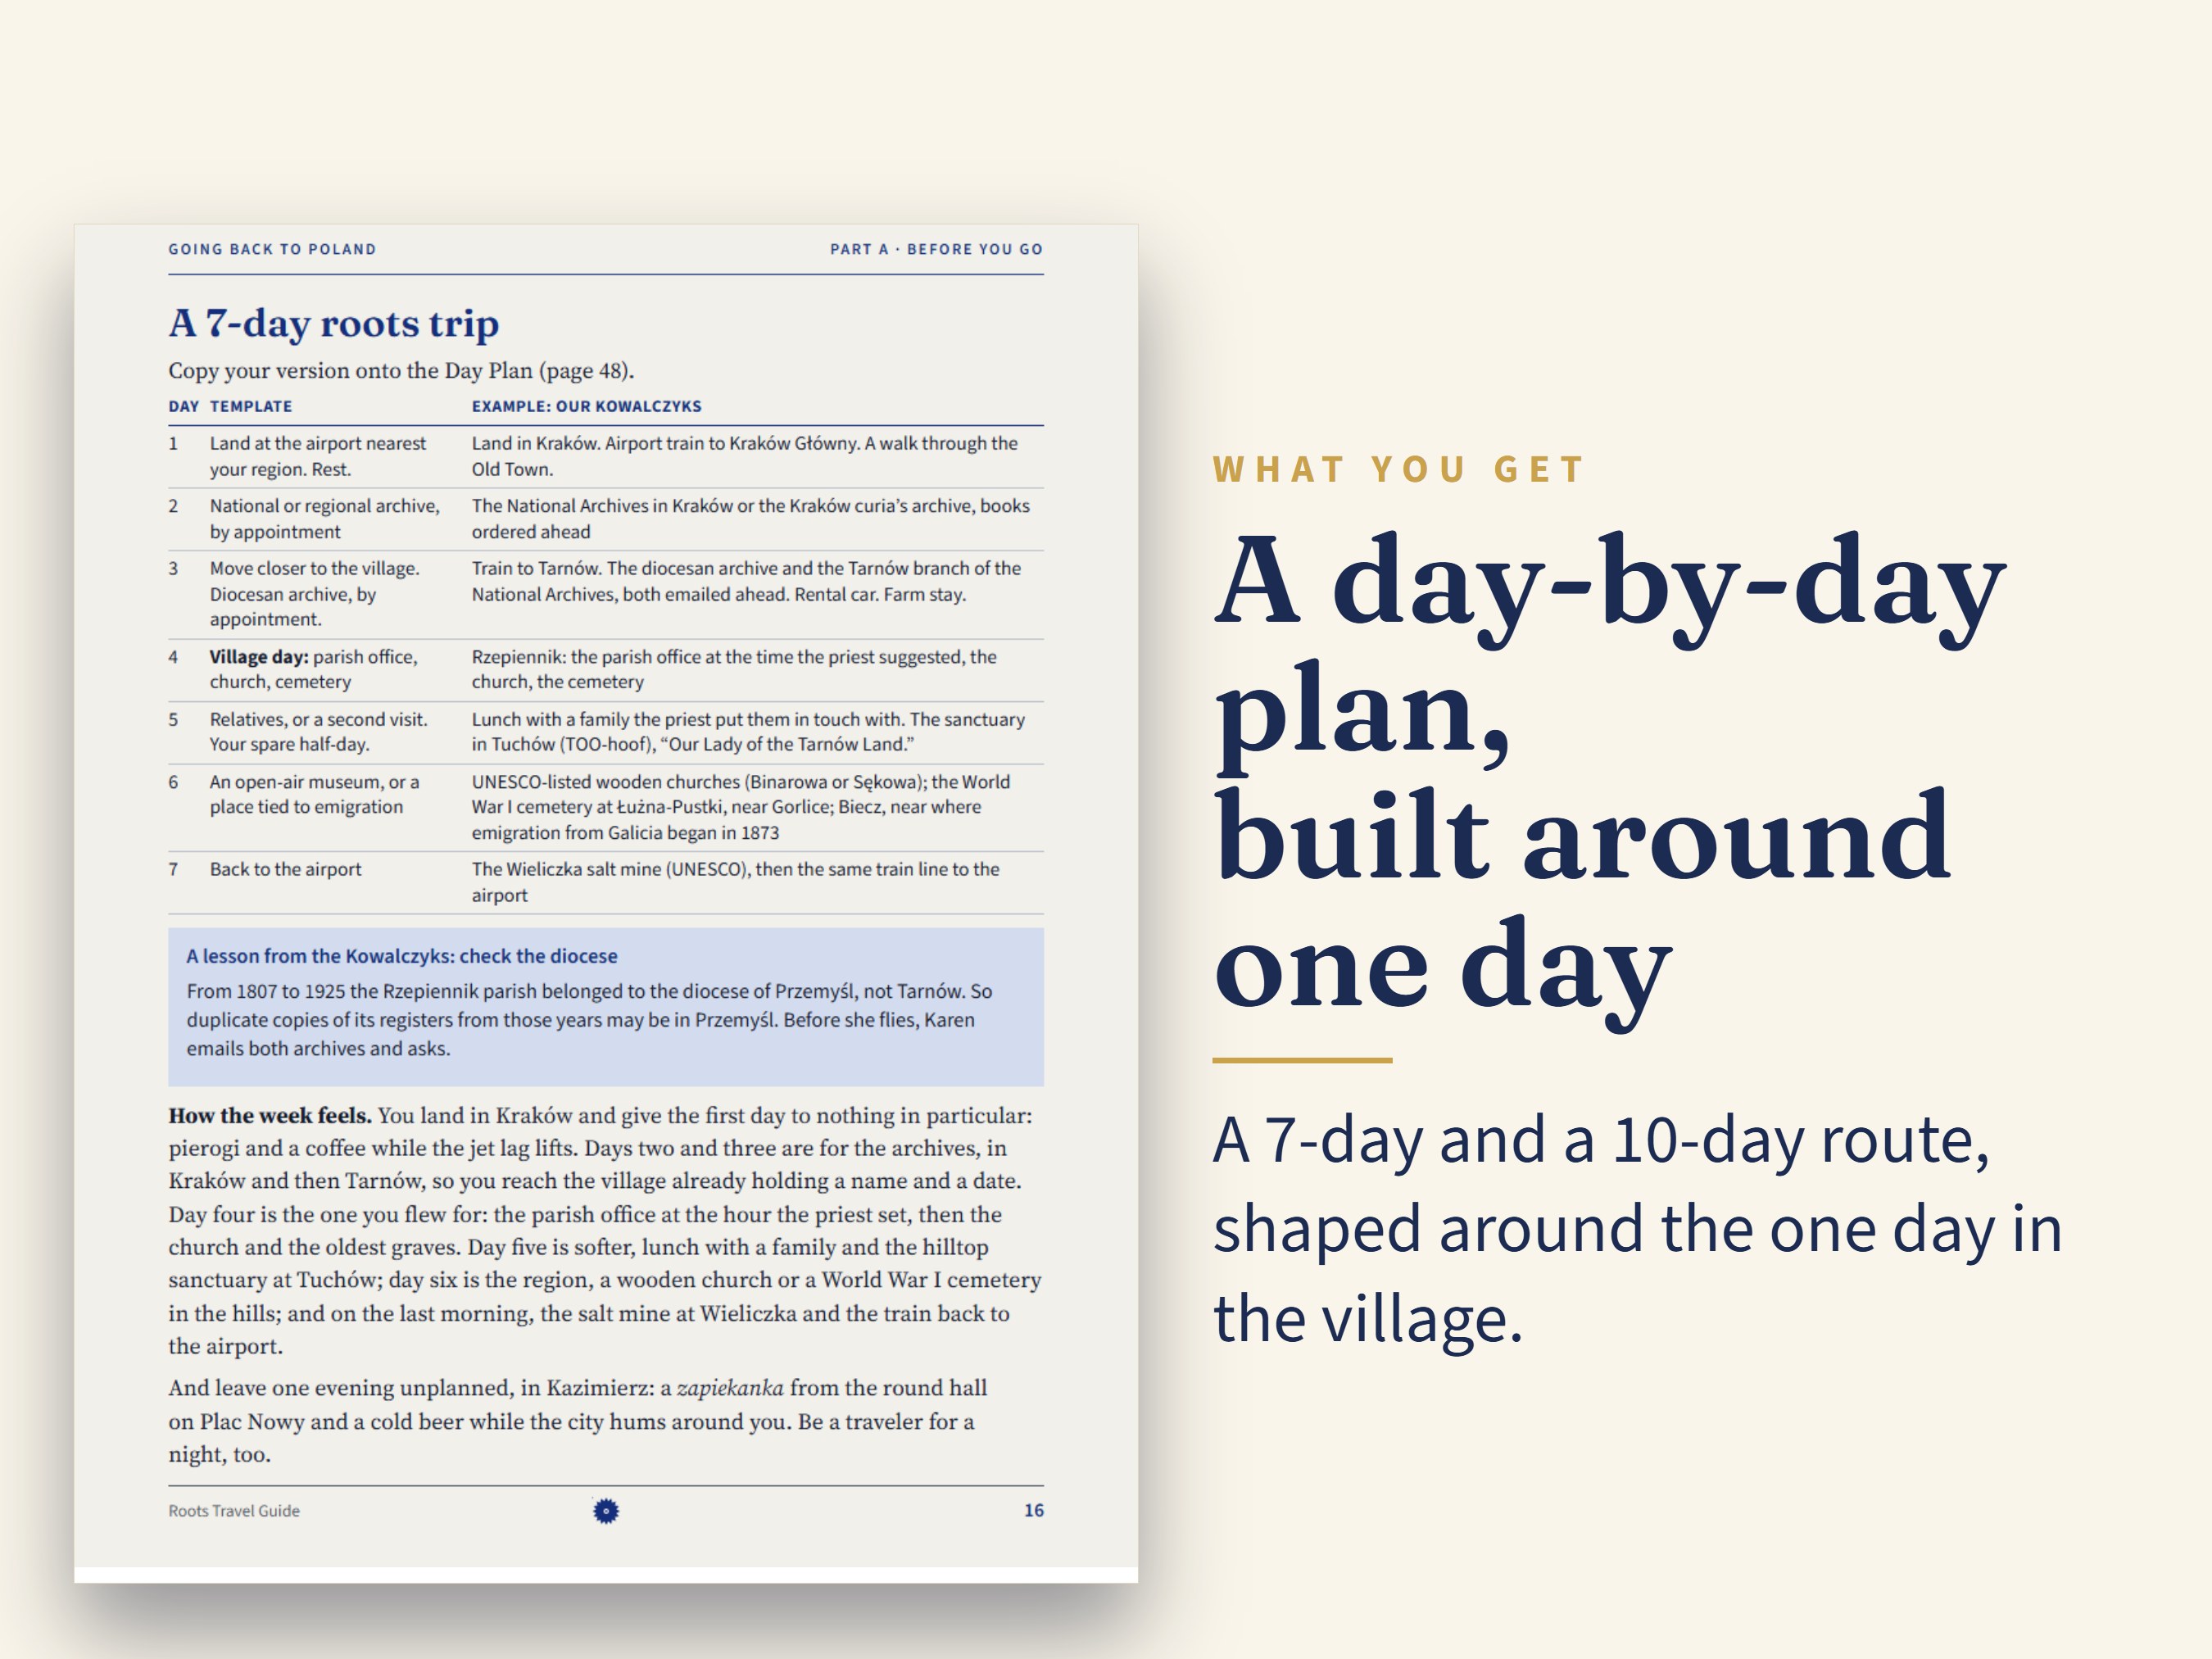 GOING BACK TO POLAND
PART A · BEFORE YOU GO
A 7-day roots trip
Copy your version onto the Day Plan (page 48).
DAY TEMPLATE EXAMPLE: OUR KOWALCZYKS
1 Land at the airport nearest your region. Rest. Land in Kraków. Airport train to Kraków Główny. A walk through the Old Town.
2 National or regional archive, by appointment The National Archives in Kraków or the Kraków curia’s archive, books ordered ahead
3 Move closer to the village. Diocesan archive, by appointment. Train to Tarnów. The diocesan archive and the Tarnów branch of the National Archives, both emailed ahead. Rental car. Farm stay.
4 Village day: parish office, church, cemetery Rzepiennik: the parish office at the time the priest suggested, the church, the cemetery
5 Relatives, or a second visit. Your spare half-day. Lunch with a family the priest put them in touch with. The sanctuary in Tuchów (TOO-hoof), “Our Lady of the Tarnów Land.”
6 An open-air museum, or a place tied to emigration UNESCO-listed wooden churches (Binarowa or Sękowa); the World War I cemetery at Łużna-Pustki, near Gorlice; Biecz, near where emigration from Galicia began in 1873
7 Back to the airport The Wieliczka salt mine (UNESCO), then the same train line to the airport
A lesson from the Kowalczyks: check the diocese
From 1807 to 1925 the Rzepiennik parish belonged to the diocese of Przemyśl, not Tarnów. So
duplicate copies of its registers from those years may be in Przemyśl. Before she flies, Karen
emails both archives and asks.
How the week feels. You land in Kraków and give the first day to nothing in particular:
pierogi and a coffee while the jet lag lifts. Days two and three are for the archives, in
Kraków and then Tarnów, so you reach the village already holding a name and a date.
Day four is the one you flew for: the parish office at the hour the priest set, then the
church and the oldest graves. Day five is softer, lunch with a family and the hilltop
sanctuary at Tuchów; day six is the region, a wooden church or a World War I cemetery
in the hills; and on the last morning, the salt mine at Wieliczka and the train back to
the airport.
And leave one evening unplanned, in Kazimierz: a zapiekanka from the round hall
on Plac Nowy and a cold beer while the city hums around you. Be a traveler for a
night, too.
Roots Travel Guide
16
WHAT YOU GET
A day-by-day
plan,
built around
one day
A 7-day and a 10-day route,
shaped around the one day in
the village.